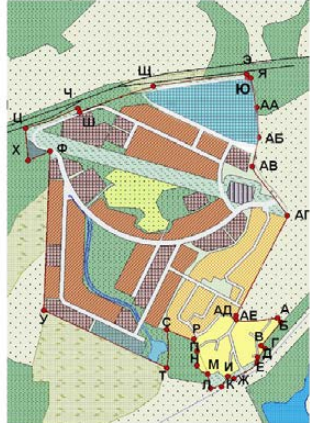 Э
Я
Щ
Ю
Ч
АА
Ш
Ц
АБ
Х
Ф
АВ
АГ
У
С
АД
АЕ
А
Б
Р
В
Г
Д
Е
Н
Т
М
И
Ж
Л
К